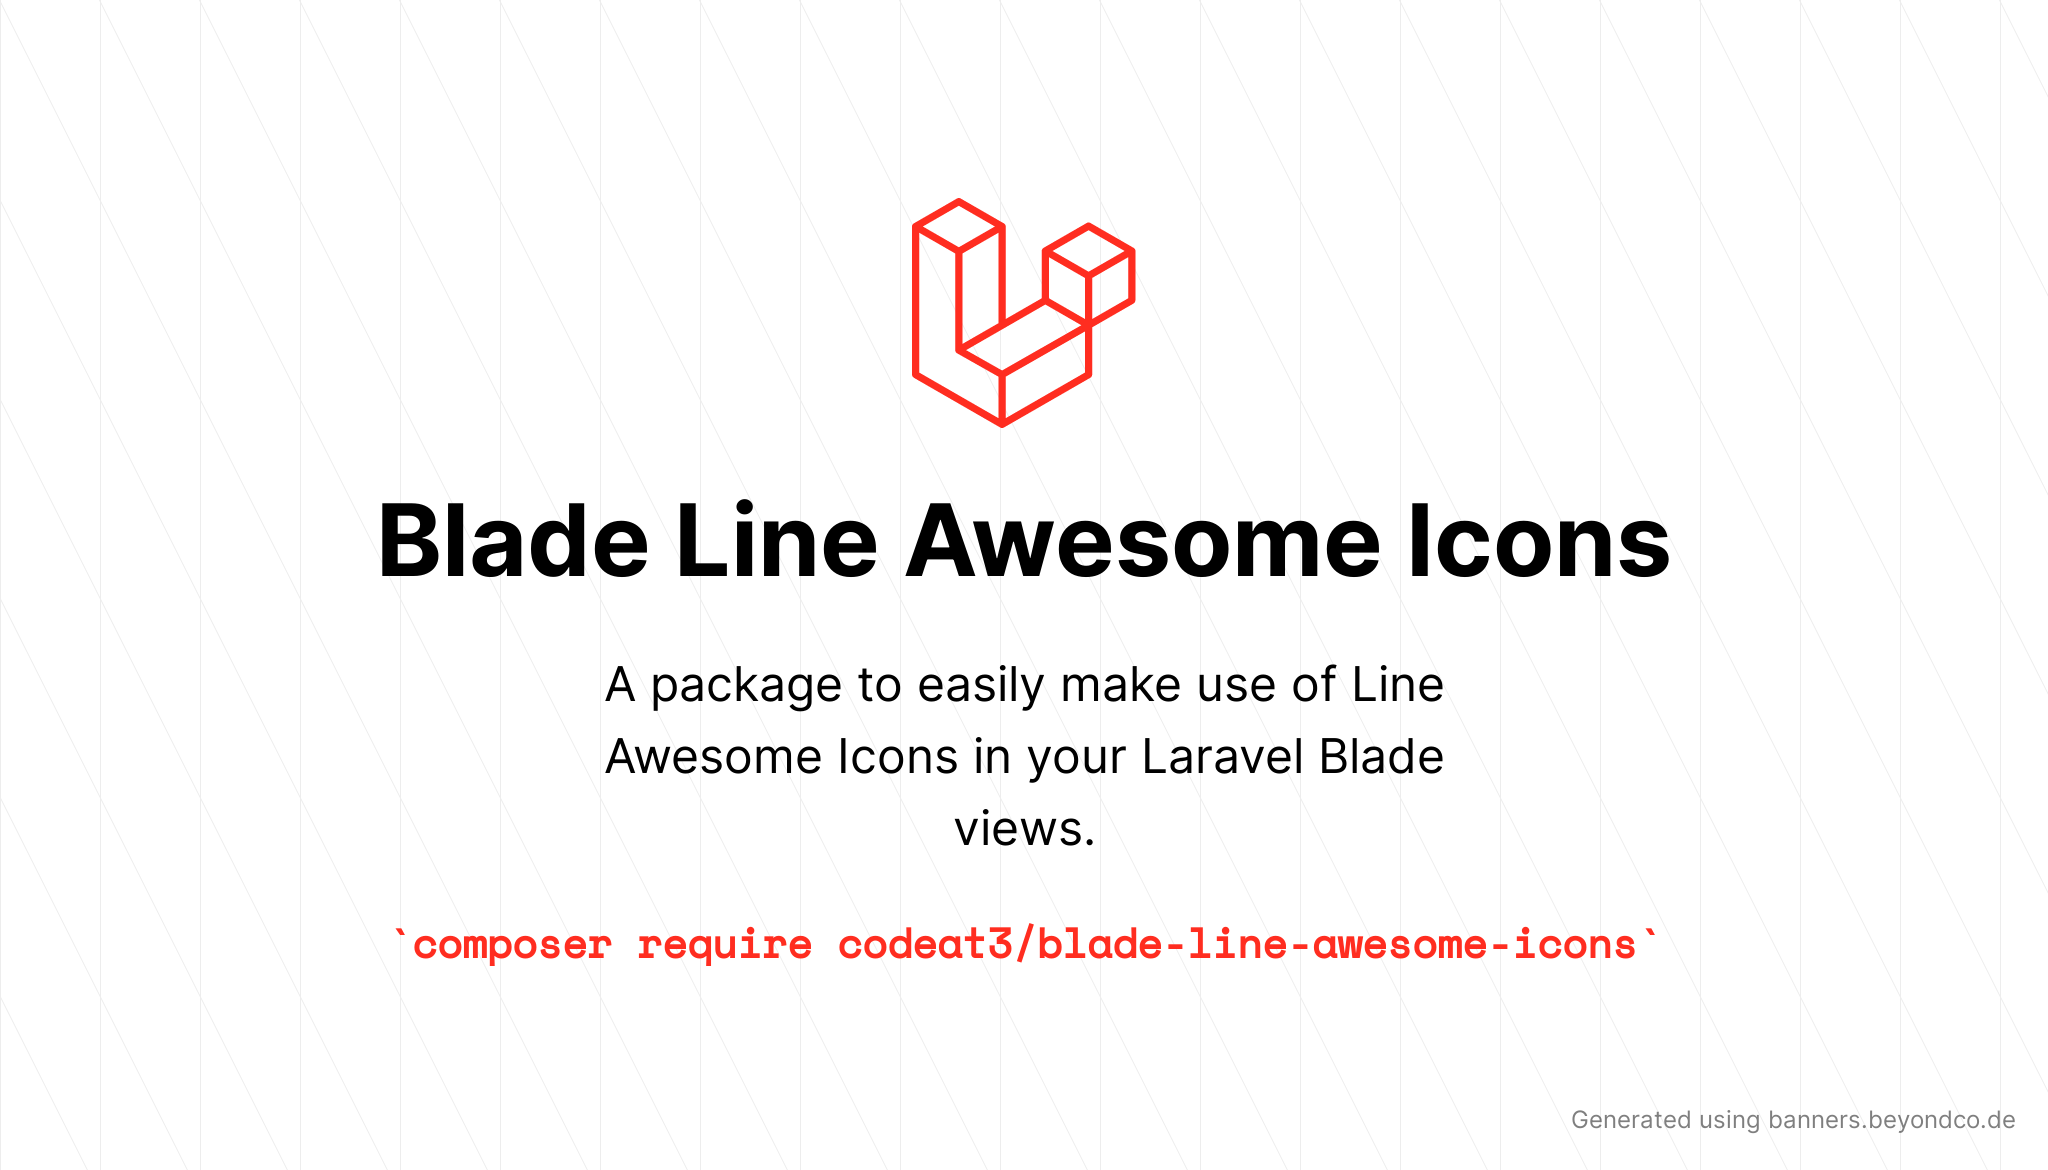 Blade Line Awesome Icons
A package to easily make use of Line
Awesome Icons in your Laravel Blade
views.
`composer require codeat3/blade-line-awesome-icons`
Generated using banners.beyondco.de